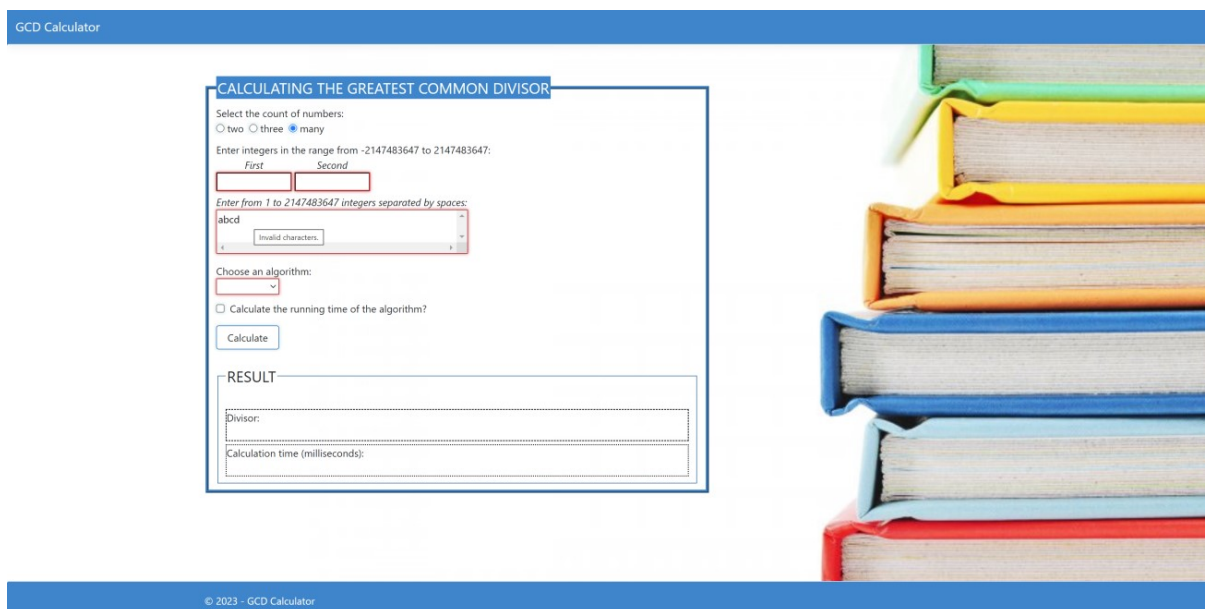 GCD Calculator
CALCULATING THE GREATEST COMMON DIVISOR
Select the count of numbers:
two three many
Enter integers in the range from -2147483647 to 2147483647:
First Second
Enter from 1 to 2147483647 integers separated by spaces:
abcd
Invalid characters.
Choose an algorithm:
Calculate the running time of the algorithm?
Calculate
RESULT
Divisor:
Calculation time (milliseconds):
© 2023 - GCD Calculator